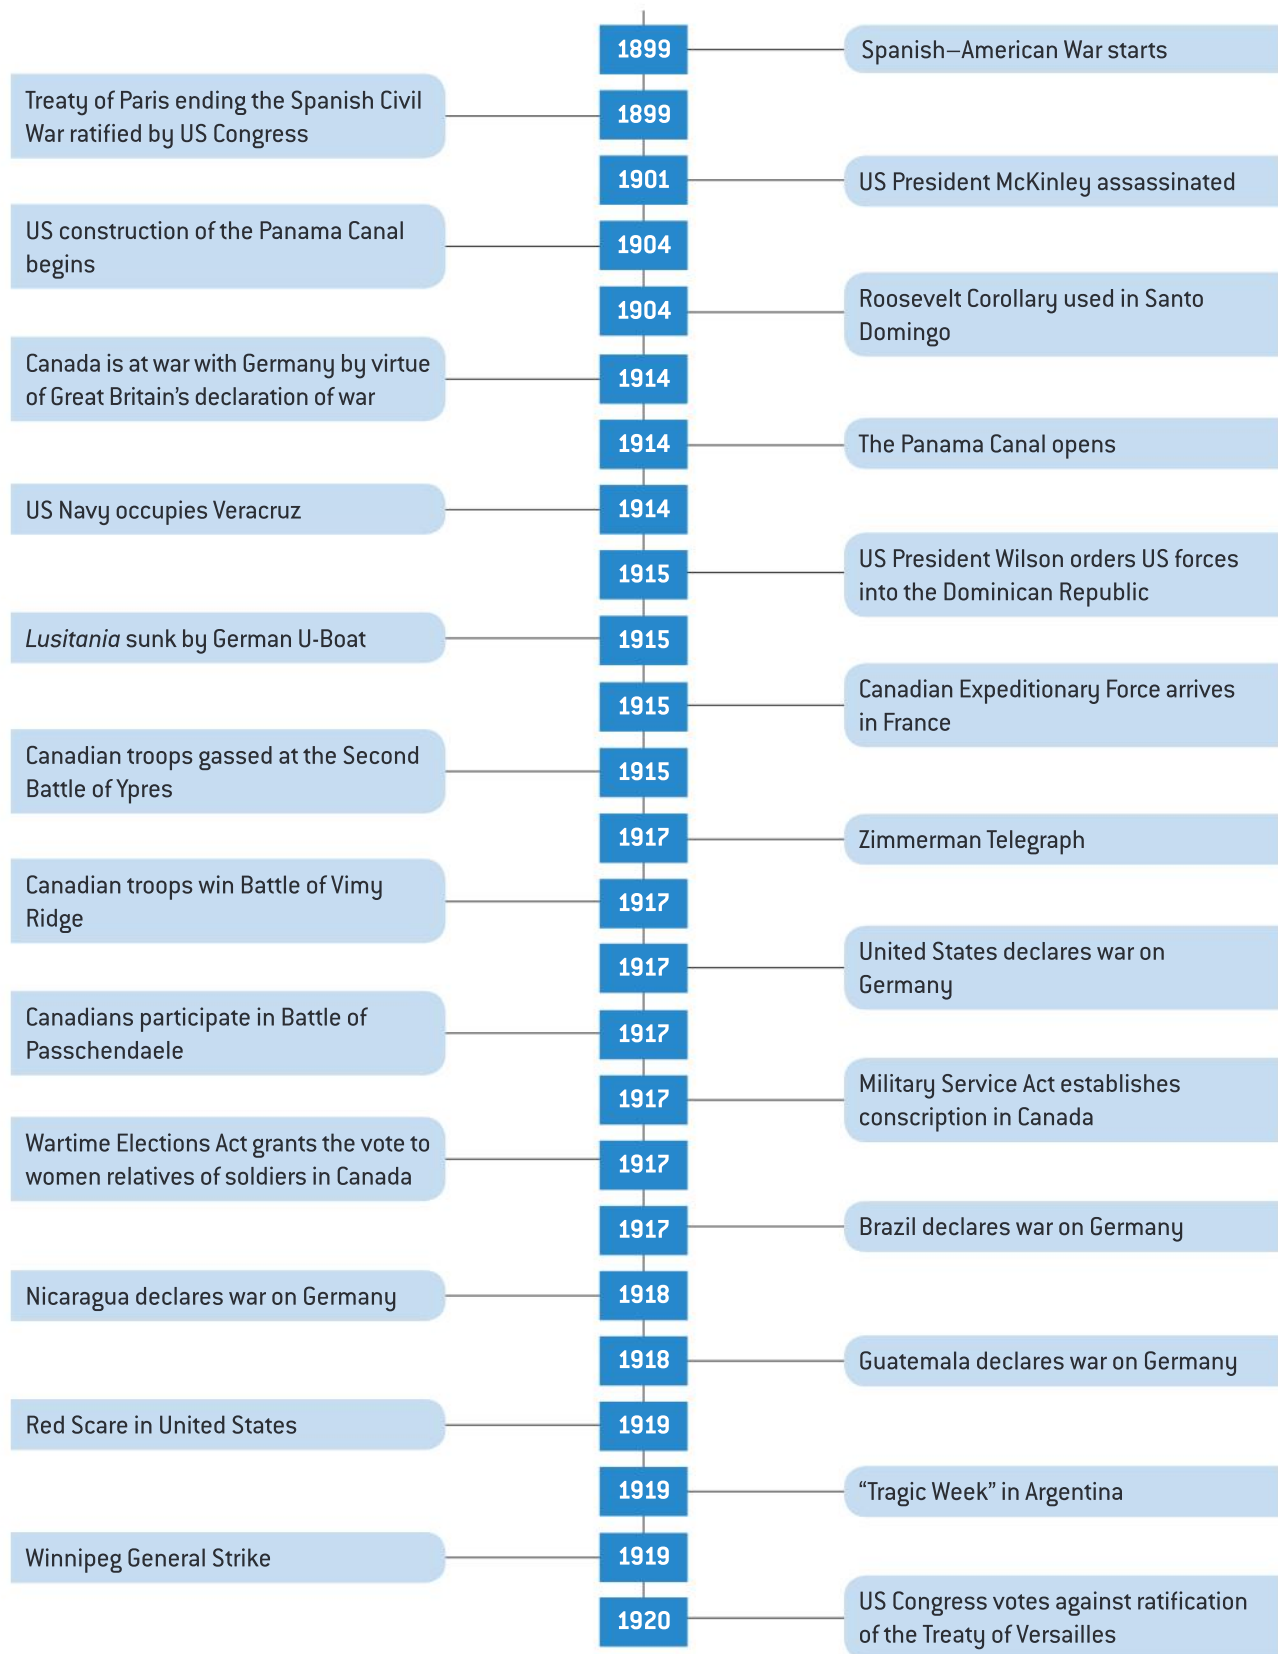 1899
Spanish–American War starts
Treaty of Paris ending the Spanish Civil
War ratified by US Congress
1899
1901
US President McKinley assassinated
US construction of the Panama Canal
begins
1904
1904
Roosevelt Corollary used in Santo
Domingo
Canada is at war with Germany by virtue
of Great Britain’s declaration of war
1914
1914
The Panama Canal opens
US Navy occupies Veracruz
1914
1915
US President Wilson orders US forces
into the Dominican Republic
Lusitania sunk by German U-Boat
1915
1915
Canadian Expeditionary Force arrives
in France
Canadian troops gassed at the Second
Battle of Ypres
1915
1917
Zimmerman Telegraph
Canadian troops win Battle of Vimy
Ridge
1917
1917
United States declares war on
Germany
Canadians participate in Battle of
Passchendaele
1917
1917
Military Service Act establishes
conscription in Canada
Wartime Elections Act grants the vote to
women relatives of soldiers in Canada
1917
1917
Brazil declares war on Germany
Nicaragua declares war on Germany
1918
1918
Guatemala declares war on Germany
Red Scare in United States
1919
1919
“Tragic Week” in Argentina
Winnipeg General Strike
1919
1920
US Congress votes against ratification
of the Treaty of Versailles